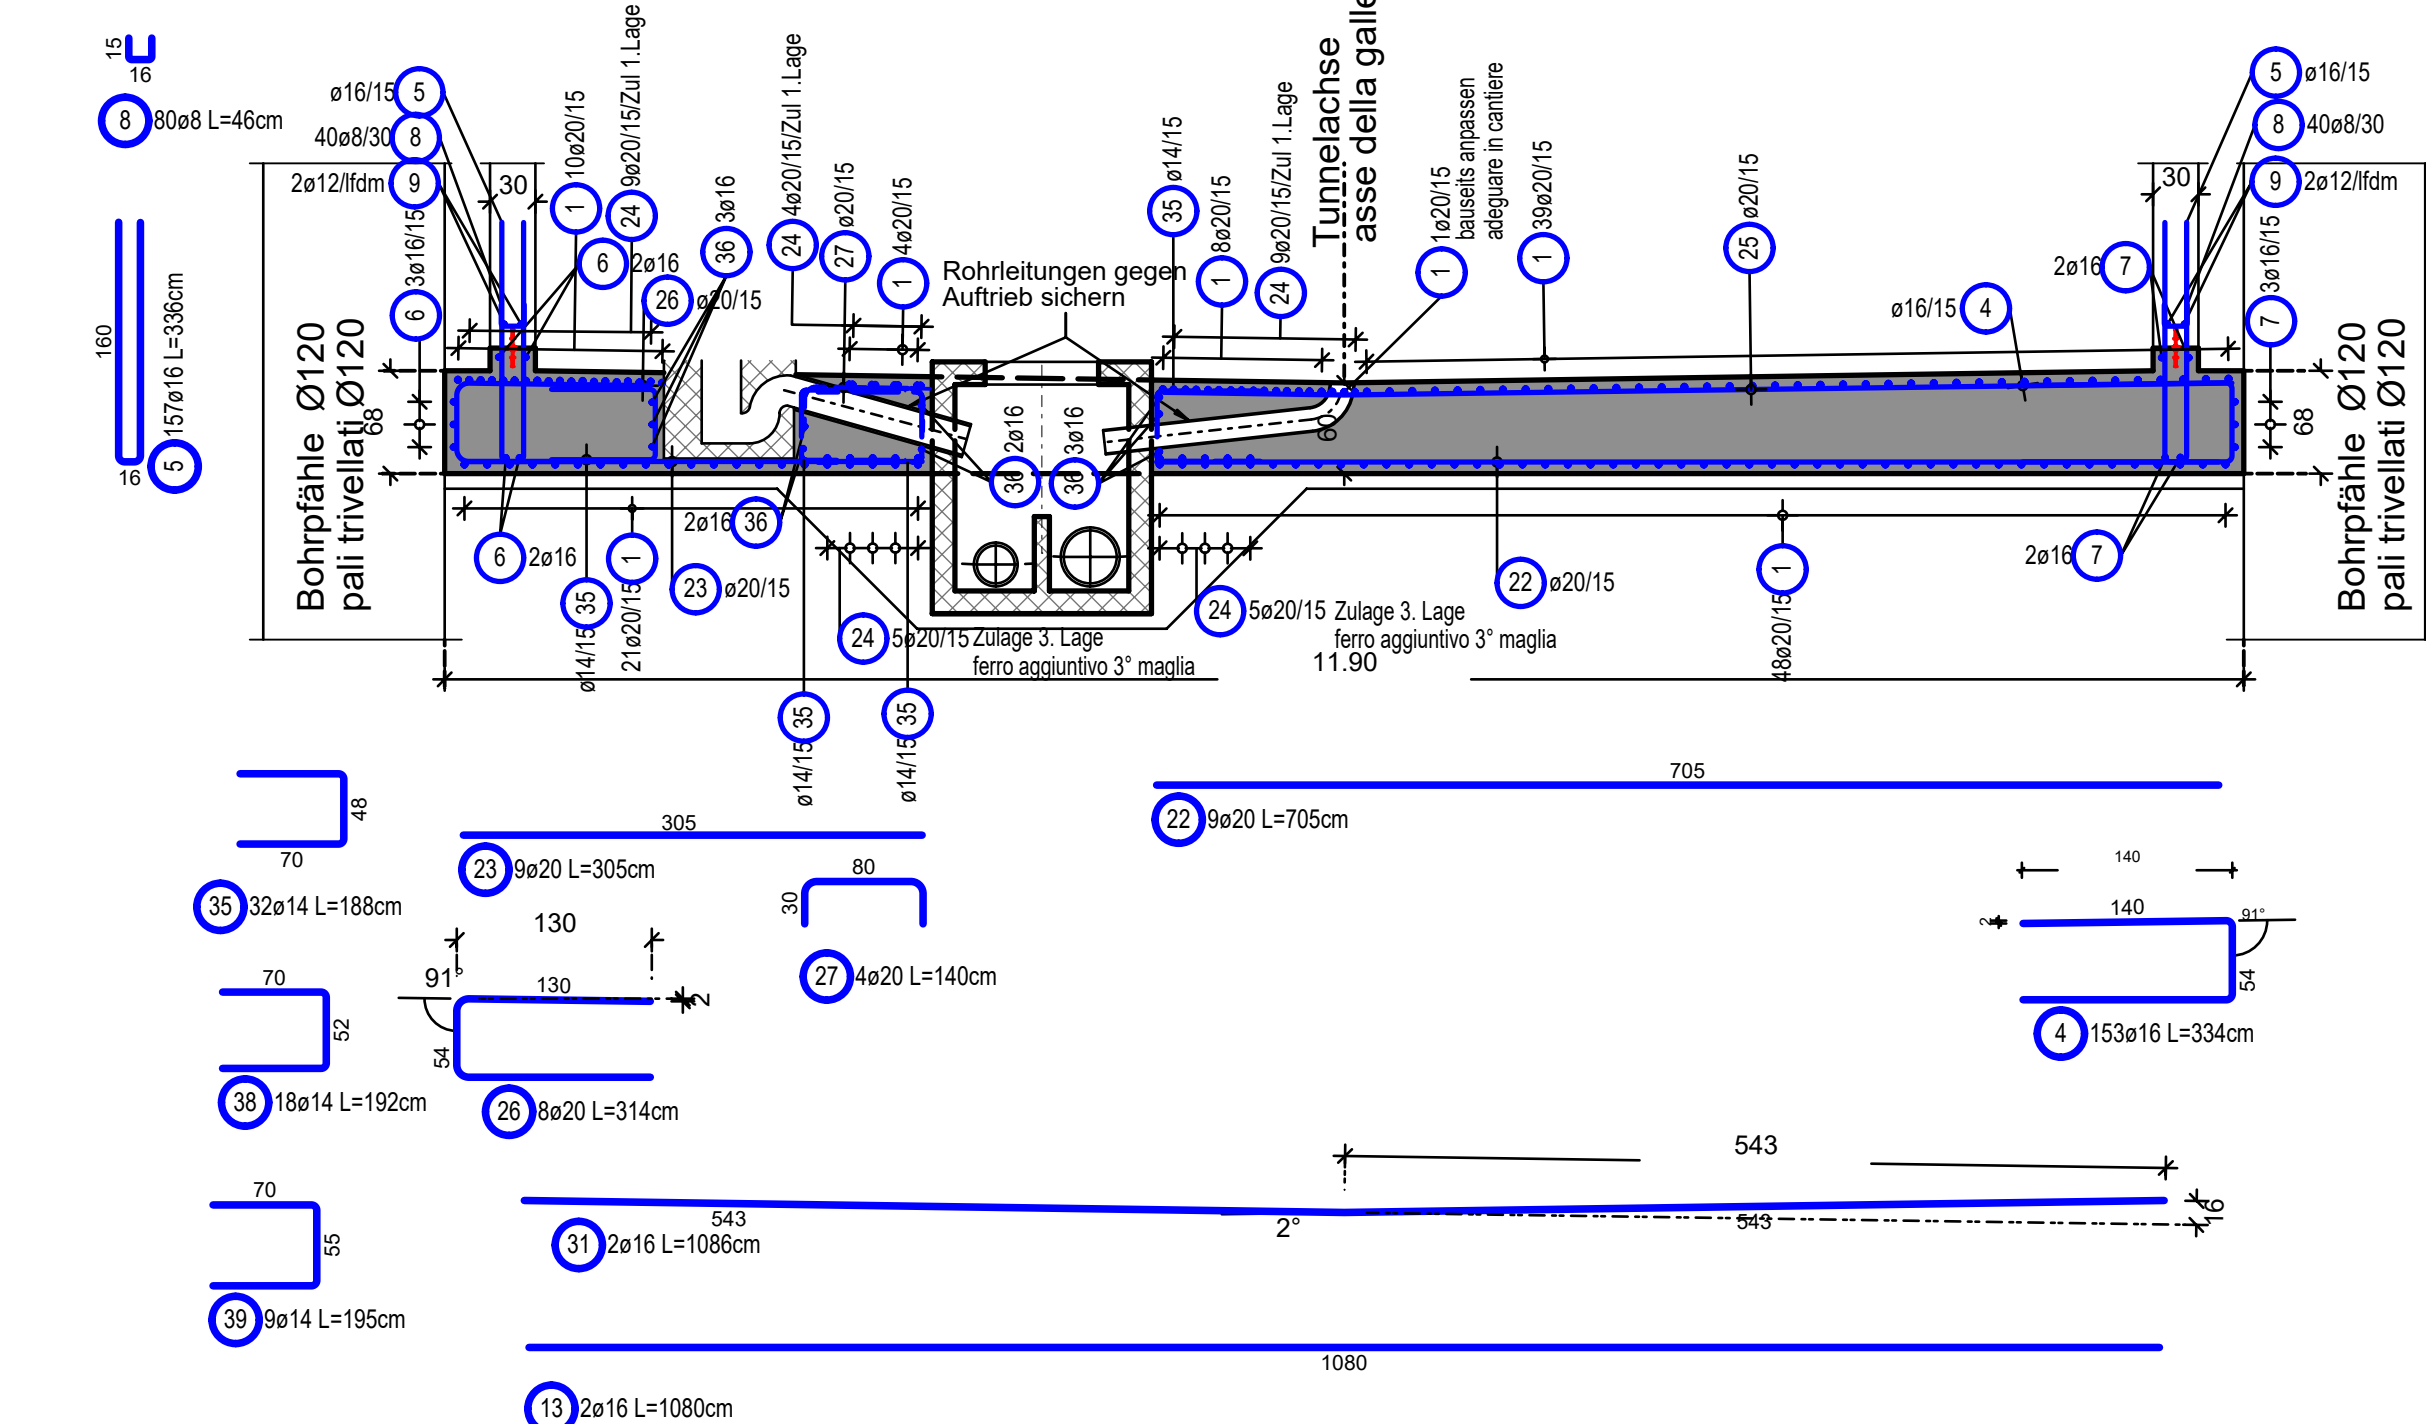 15
16
8 80ø8 L=46cm
160
16
5 157ø16 L=336cm
ø16/15 5
40ø8/30 8
2ø12/lfdm 9
30
6 3ø16/15
1 10ø20/15
24 9ø20/15/Zul 1.Lage
6 2ø16
26 ø20/15
36 3ø16
24 4ø20/15/Zul 1.Lage
27 ø20/15
1 4ø20/15
Rohrleitungen gegen
Auftrieb sichern
35 ø14/15
1 8ø20/15
24 9ø20/15/Zul 1.Lage
Tunnelachse
asse della galle
1 1ø20/15
bauseits anpassen
adeguare in cantiere
1 39ø20/15
25 ø20/15
ø16/15 4
2ø16 7
30
5 ø16/15
8 40ø8/30
9 2ø12/lfdm
7 3ø16/15
Bohrpfähle Ø120
pali trivellati Ø120
68
60
68
Bohrpfähle Ø120
pali trivellati Ø120
36 2ø16
36 3ø16
2ø16 36
6 2ø16
35 ø14/15
1 21ø20/15
23 ø20/15
24 5ø20/15 Zulage 3. Lage
ferro aggiuntivo 3° maglia
24 5ø20/15 Zulage 3. Lage
ferro aggiuntivo 3° maglia
22 ø20/15
1 48ø20/15
2ø16 7
11.90
35 ø14/15
35 ø14/15
48
70
35 32ø14 L=188cm
305
23 9ø20 L=305cm
80
30
27 4ø20 L=140cm
705
22 9ø20 L=705cm
140
2
140
91°
54
4 153ø16 L=334cm
70
52
38 18ø14 L=192cm
130
91°
130
2
54
26 8ø20 L=314cm
543
543
2°
543
16
31 2ø16 L=1086cm
70
55
39 9ø14 L=195cm
1080
13 2ø16 L=1080cm